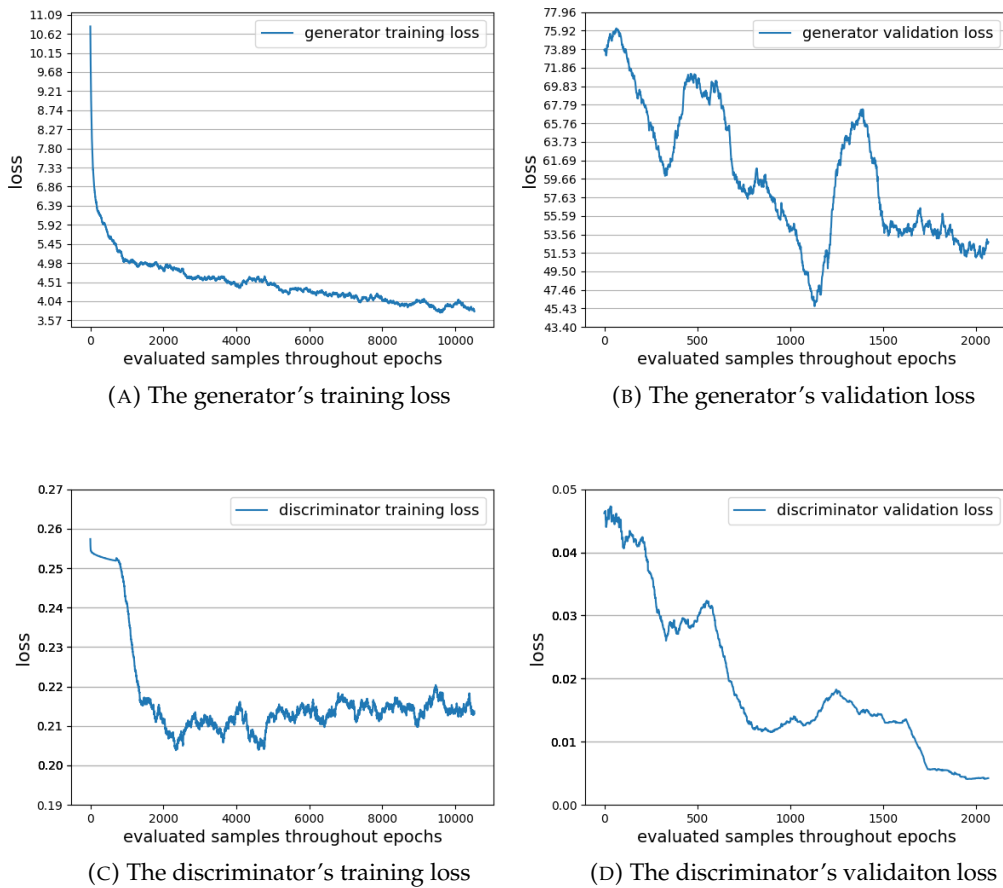 11.09
10.62
10.15
9.68
9.21
8.74
8.27
7.80
7.33
6.86
6.39
5.92
5.45
4.98
4.51
4.04
3.57
loss
generator training loss
0 2000 4000 6000 8000 10000
evaluated samples throughout epochs
(A) The generator's training loss
77.96
75.92
73.89
71.86
69.83
67.79
65.76
63.73
61.69
59.66
57.63
55.59
53.56
51.53
49.50
47.46
45.43
43.40
loss
generator validation loss
0 500 1000 1500 2000
evaluated samples throughout epochs
(B) The generator's validation loss
0.27
0.26
0.25
0.23
0.22
0.21
0.20
0.19
loss
discriminator training loss
0 2000 4000 6000 8000 10000
evaluated samples throughout epochs
(C) The discriminator's training loss
0.05
0.04
0.03
0.02
0.01
0.00
loss
discriminator validation loss
0 500 1000 1500 2000
evaluated samples throughout epochs
(D) The discriminator's validaiton loss